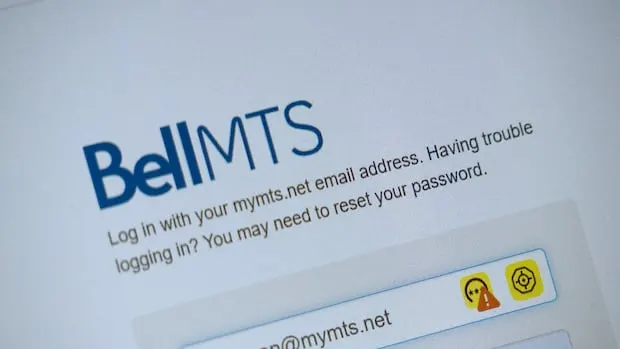 BellMTS
Log in with your mymts.net email address. Having trouble
logging in? You may need to reset your password.
@mymts.net